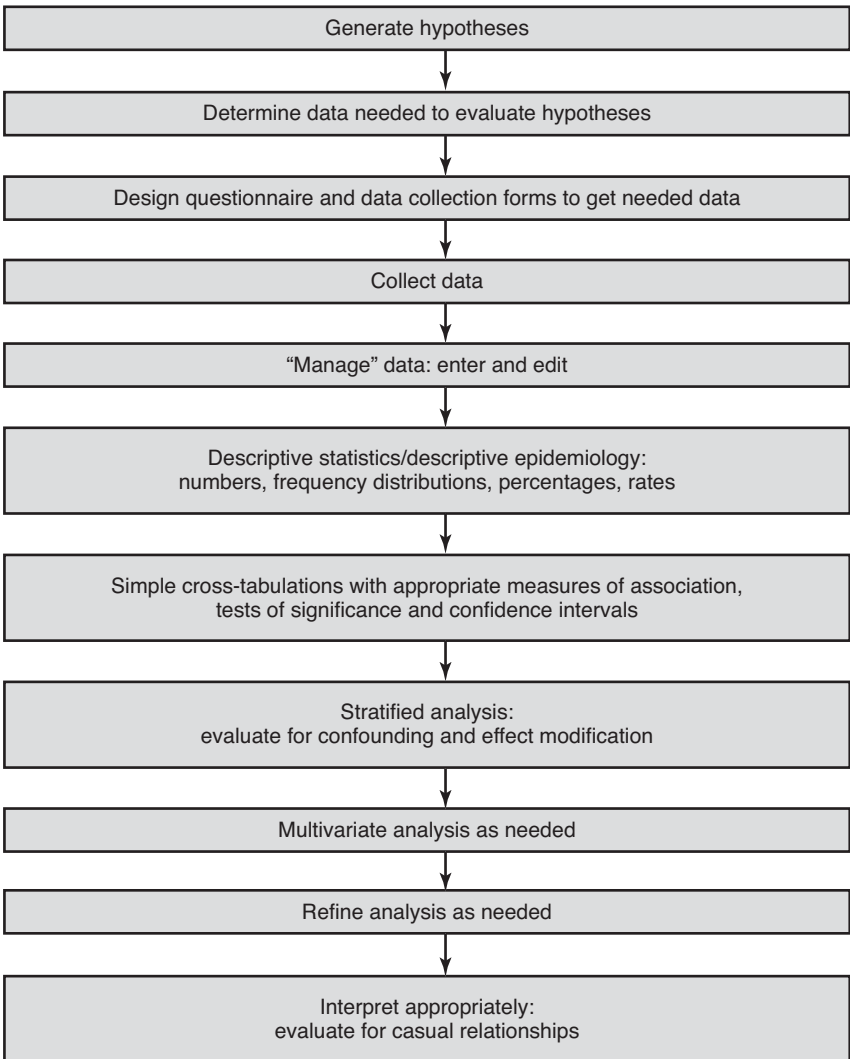 Generate hypotheses
Determine data needed to evaluate hypotheses
Design questionnaire and data collection forms to get needed data
Collect data
“Manage” data: enter and edit
Descriptive statistics/descriptive epidemiology:
numbers, frequency distributions, percentages, rates
Simple cross-tabulations with appropriate measures of association,
tests of significance and confidence intervals
Stratified analysis:
evaluate for confounding and effect modification
Multivariate analysis as needed
Refine analysis as needed
Interpret appropriately:
evaluate for casual relationships